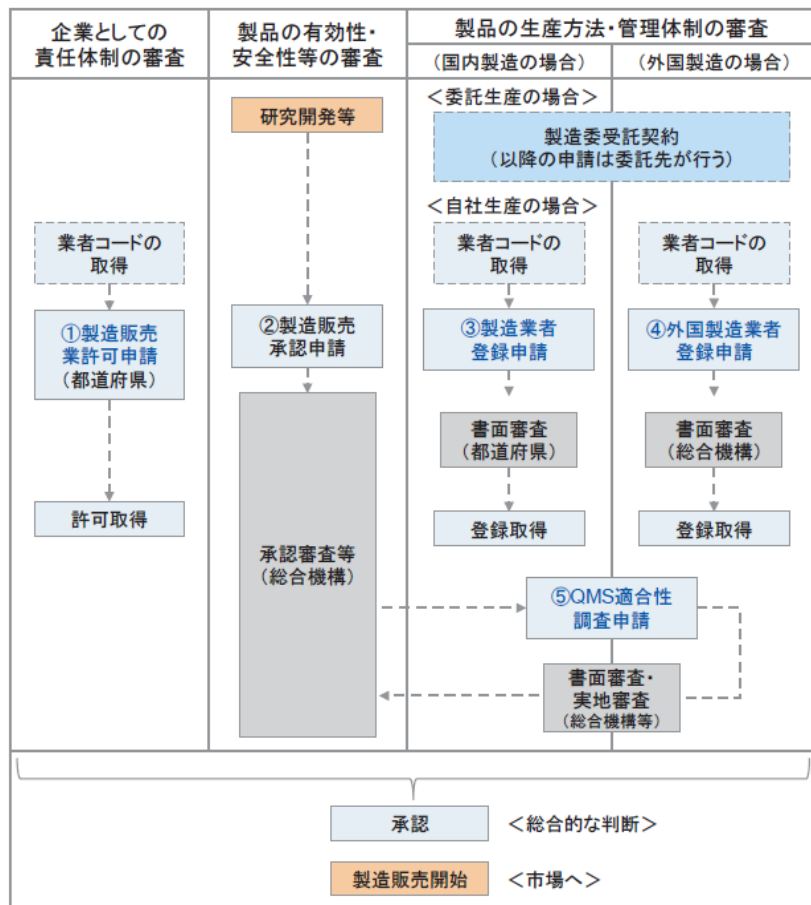 企業としての
責任体制の審査
製品の有効性・
安全性等の審査
製品の生産方法・管理体制の審査
(国内製造の場合)
(外国製造の場合)
研究開発等
<委託生産の場合>
製造委受託契約
(以降の申請は委託先が行う)
<自社生産の場合>
業者コードの
取得
業者コードの
取得
業者コードの
取得
①製造販売
業許可申請
(都道府県)
②製造販売
承認申請
③製造業者
登録申請
④外国製造業者
登録申請
書面審査
(都道府県)
書面審査
(総合機構)
許可取得
登録取得
登録取得
承認審査等
(総合機構)
⑤QMS適合性
調査申請
書面審査・
実地審査
(総合機構等)
承認
<総合的な判断>
製造販売開始
<市場へ>